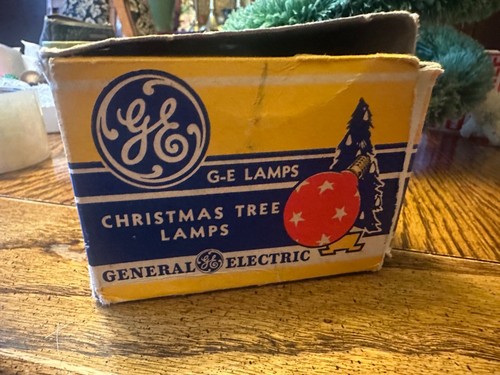 GE
G-E LAMPS
CHRISTMAS TREE
LAMPS
GENERAL GE ELECTRIC